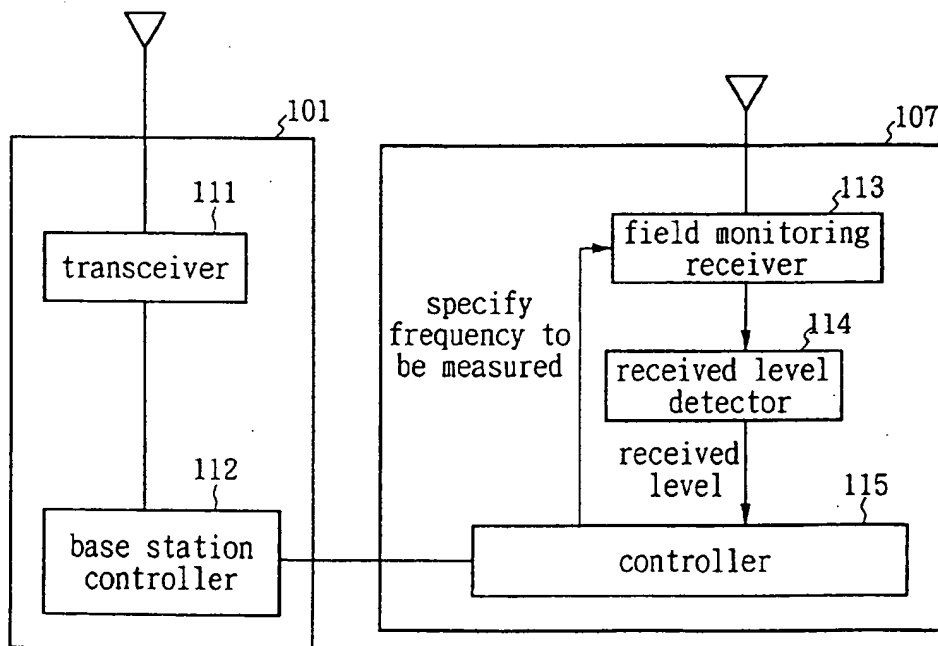 101
107
111
transceiver
113
field monitoring
receiver
specify
frequency to
be measured
114
received level
detector
received
level
112
base station
controller
115
controller